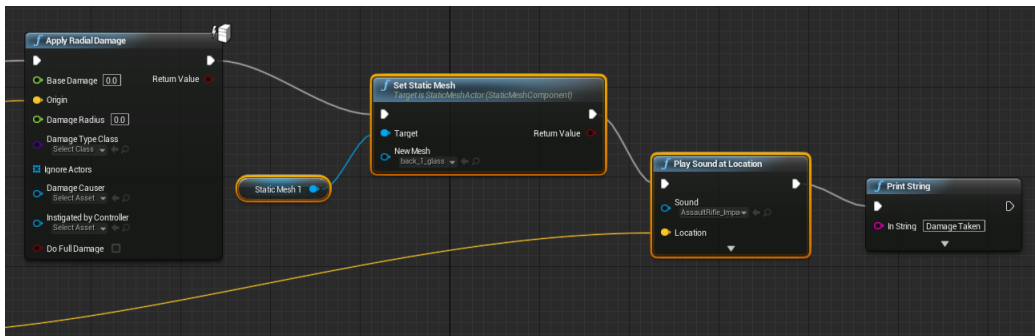 Apply Radial Damage
Base Damage 0.0
Return Value
Origin
Damage Radius 0.0
Damage Type Class
Select Class
Ignore Actors
Damage Causer
Select Asset
Instigated by Controller
Select Asset
Do Full Damage
Set Static Mesh
Target is StaticMeshActor (StaticMeshComponent)
Target
Return Value
New Mesh
back_1_glass
Static Mesh 1
Play Sound at Location
Sound
AssaultRifle_Impa
Location
Print String
In String Damage Taken